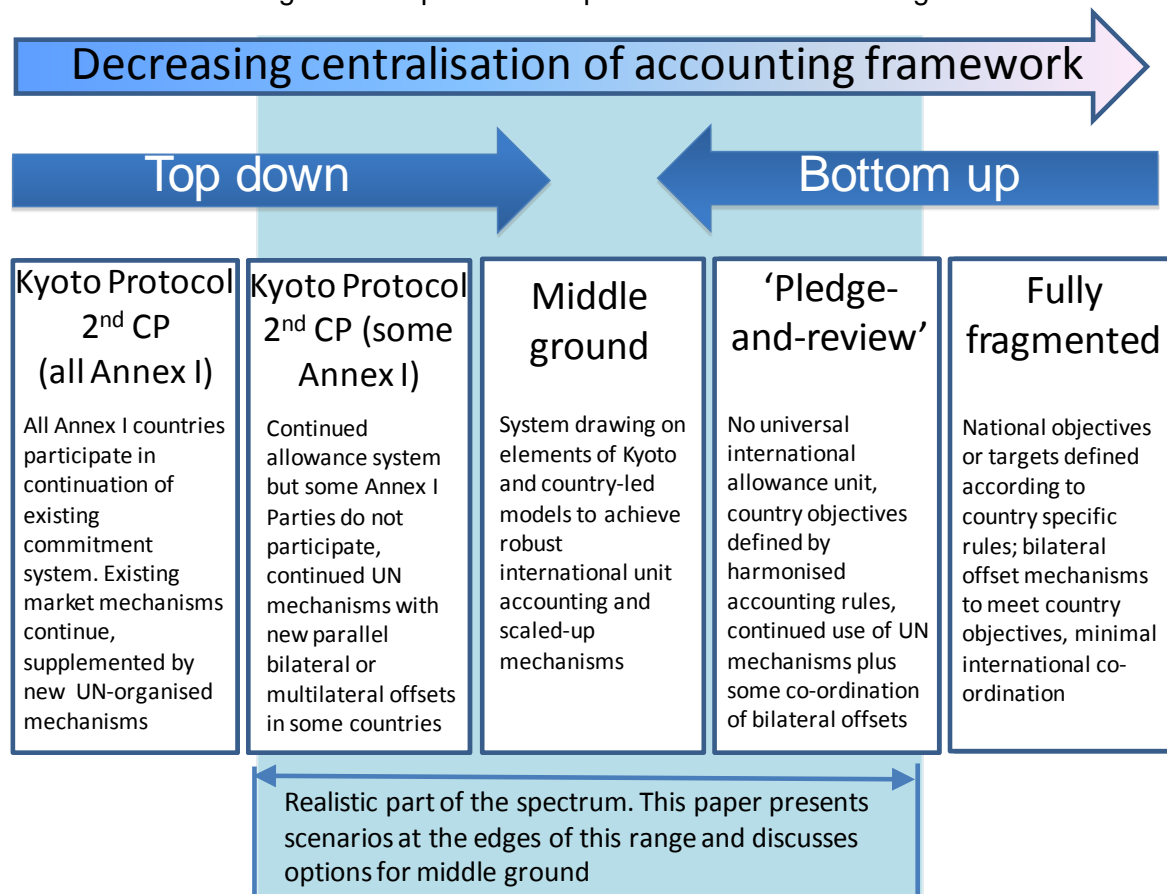 Decreasing centralisation of accounting framework
Top down
Bottom up
Kyoto Protocol
2nd CP
(all Annex I)
All Annex I countries
participate in
continuation of
existing
commitment
system. Existing
market mechanisms
continue,
supplemented by
new UN-organised
mechanisms
Kyoto Protocol
2nd CP (some
Annex I)
Continued
allowance system
but some Annex I
Parties do not
participate,
continued UN
mechanisms with
new parallel
bilateral or
multilateral offsets
in some countries
Middle
ground
System drawing on
elements of Kyoto
and country-led
models to achieve
robust
international unit
accounting and
scaled-up
mechanisms
‘Pledge-
and-review’
No universal
international
allowance unit,
country objectives
defined by
harmonised
accounting rules,
continued use of UN
mechanisms plus
some co-ordination
of bilateral offsets
Fully
fragmented
National objectives
or targets defined
according to
country specific
rules; bilateral
offset mechanisms
to meet country
objectives, minimal
international co-
ordination
Realistic part of the spectrum. This paper presents
scenarios at the edges of this range and discusses
options for middle ground